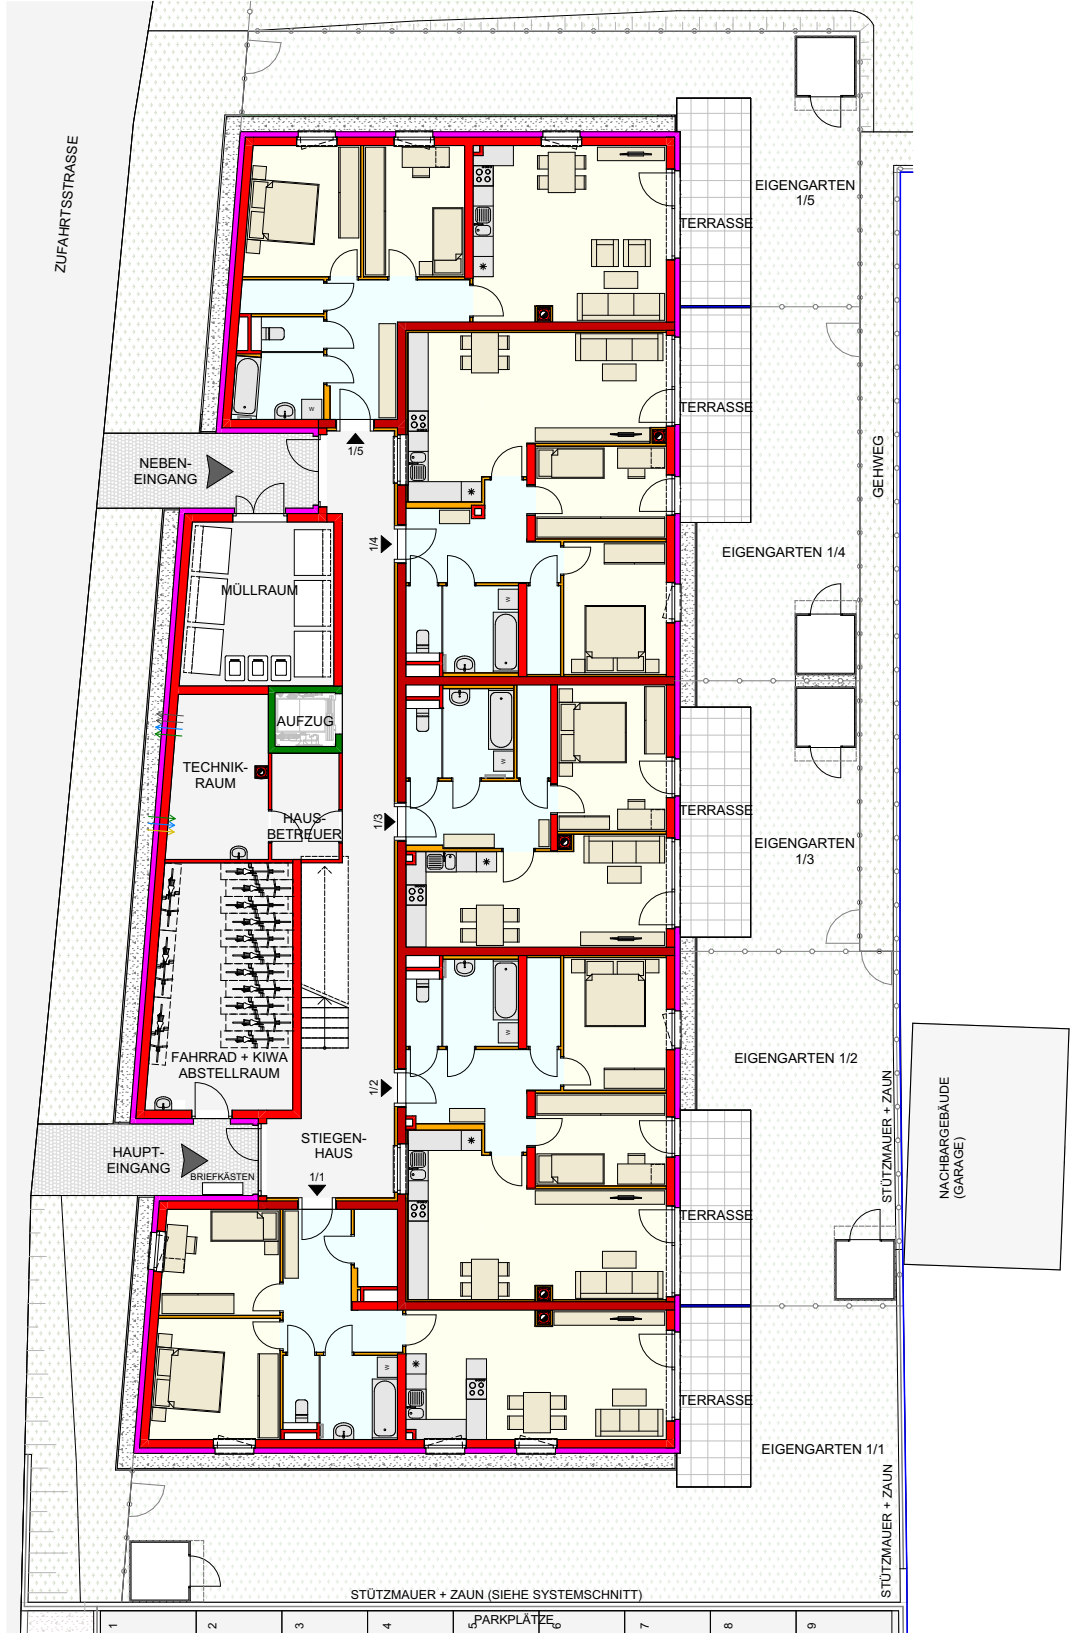 ZUFAHRTSSTRASSE
EIGENGARTEN
1/5
TERRASSE
TERRASSE
W
1/5
NEBEN-
EINGANG
GEHWEG
1/4
EIGENGARTEN 1/4
MÜLLRAUM
W
AUFZUG
TECHNIK-
RAUM
W
HAUS-
BETREUER
1/3
TERRASSE
EIGENGARTEN
1/3
FAHRRAD + KIWA
ABSTELLRAUM
W
1/2
EIGENGARTEN 1/2
STÜTZMAUER + ZAUN
NACHBARGEBÄUDE
(GARAGE)
HAUPT-
EINGANG
BRIEFKÄSTEN
STIEGEN-
HAUS
1/1
TERRASSE
W
TERRASSE
EIGENGARTEN 1/1
STÜTZMAUER + ZAUN
STÜTZMAUER + ZAUN (SIEHE SYSTEMSCHNITT)
PARKPLÄTZE
1
2
3
4
5
6
7
8
9